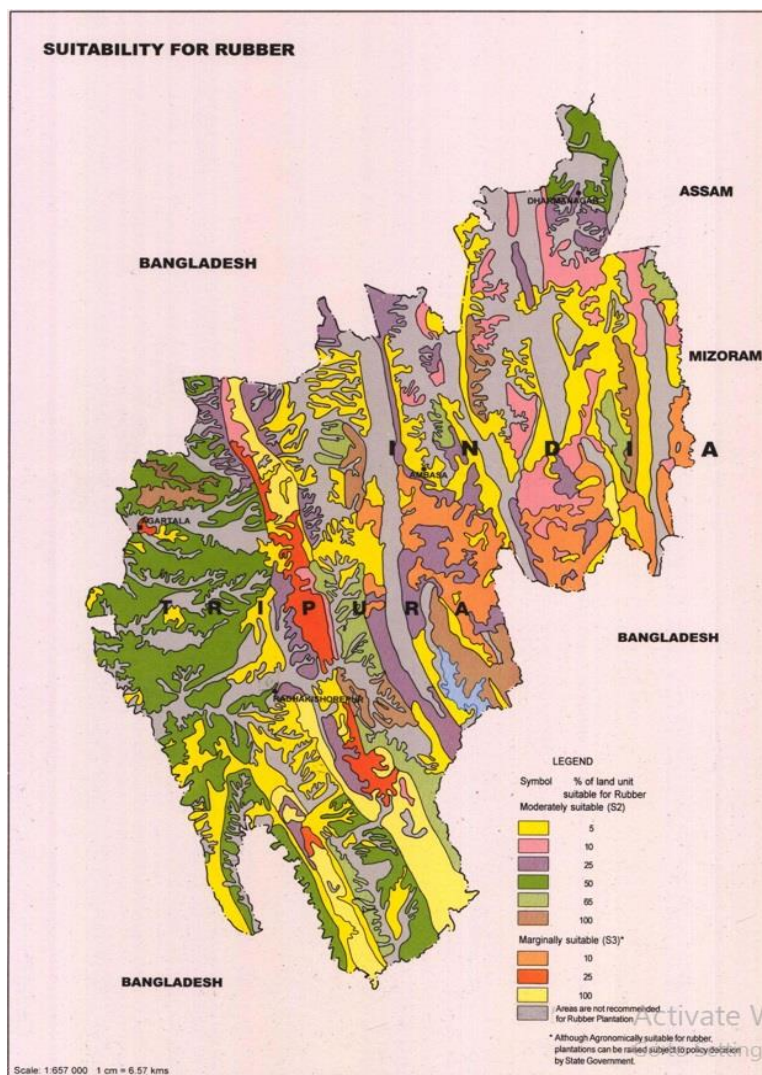 SUITABILITY FOR RUBBER
ASSAM
DHARMANAGAR
BANGLADESH
MIZORAM
I N D I A
AMBASA
AGARTALA
T R I P U R A
BANGLADESH
RADHAKISHOREPUR
LEGEND
Symbol % of land unit
suitable for Rubber
Moderately suitable (S2)
5
10
25
50
65
100
Marginally suitable (S3)*
10
25
100
Areas are not recommended
for Rubber Plantation
BANGLADESH
Activate W
* Although Agronomically suitable for rubber,
plantations can be raised subject to policy decision
by State Government.
Scale: 1:657 000 1 cm = 6.57 kms